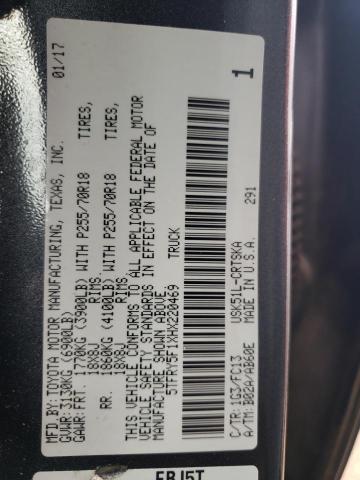 MFD.BY:TOYOTA MOTOR MANUFACTURING, TEXAS, INC. 01/17
GVWR:3130KG(6900LB)
GAWR:FRT. 1770KG(3900LB)WITH P255/70R18 TIRES,
18X8J RIMS
RR. 1860KG(4100LB)WITH P255/70R18 TIRES,
18X8J RIMS
THIS VEHICLE CONFORMS TO ALL APPLICABLE FEDERAL MOTOR
VEHICLE SAFETY STANDARDS IN EFFECT ON THE DATE OF
MANUFACTURE SHOWN ABOVE.
5TFRY5F1XHX220469 TRUCK
1
USK51L-CRTSKA
C/TR:1G3/FC13 MADE IN U.S.A.
A/TM:B02A/AB60E 291